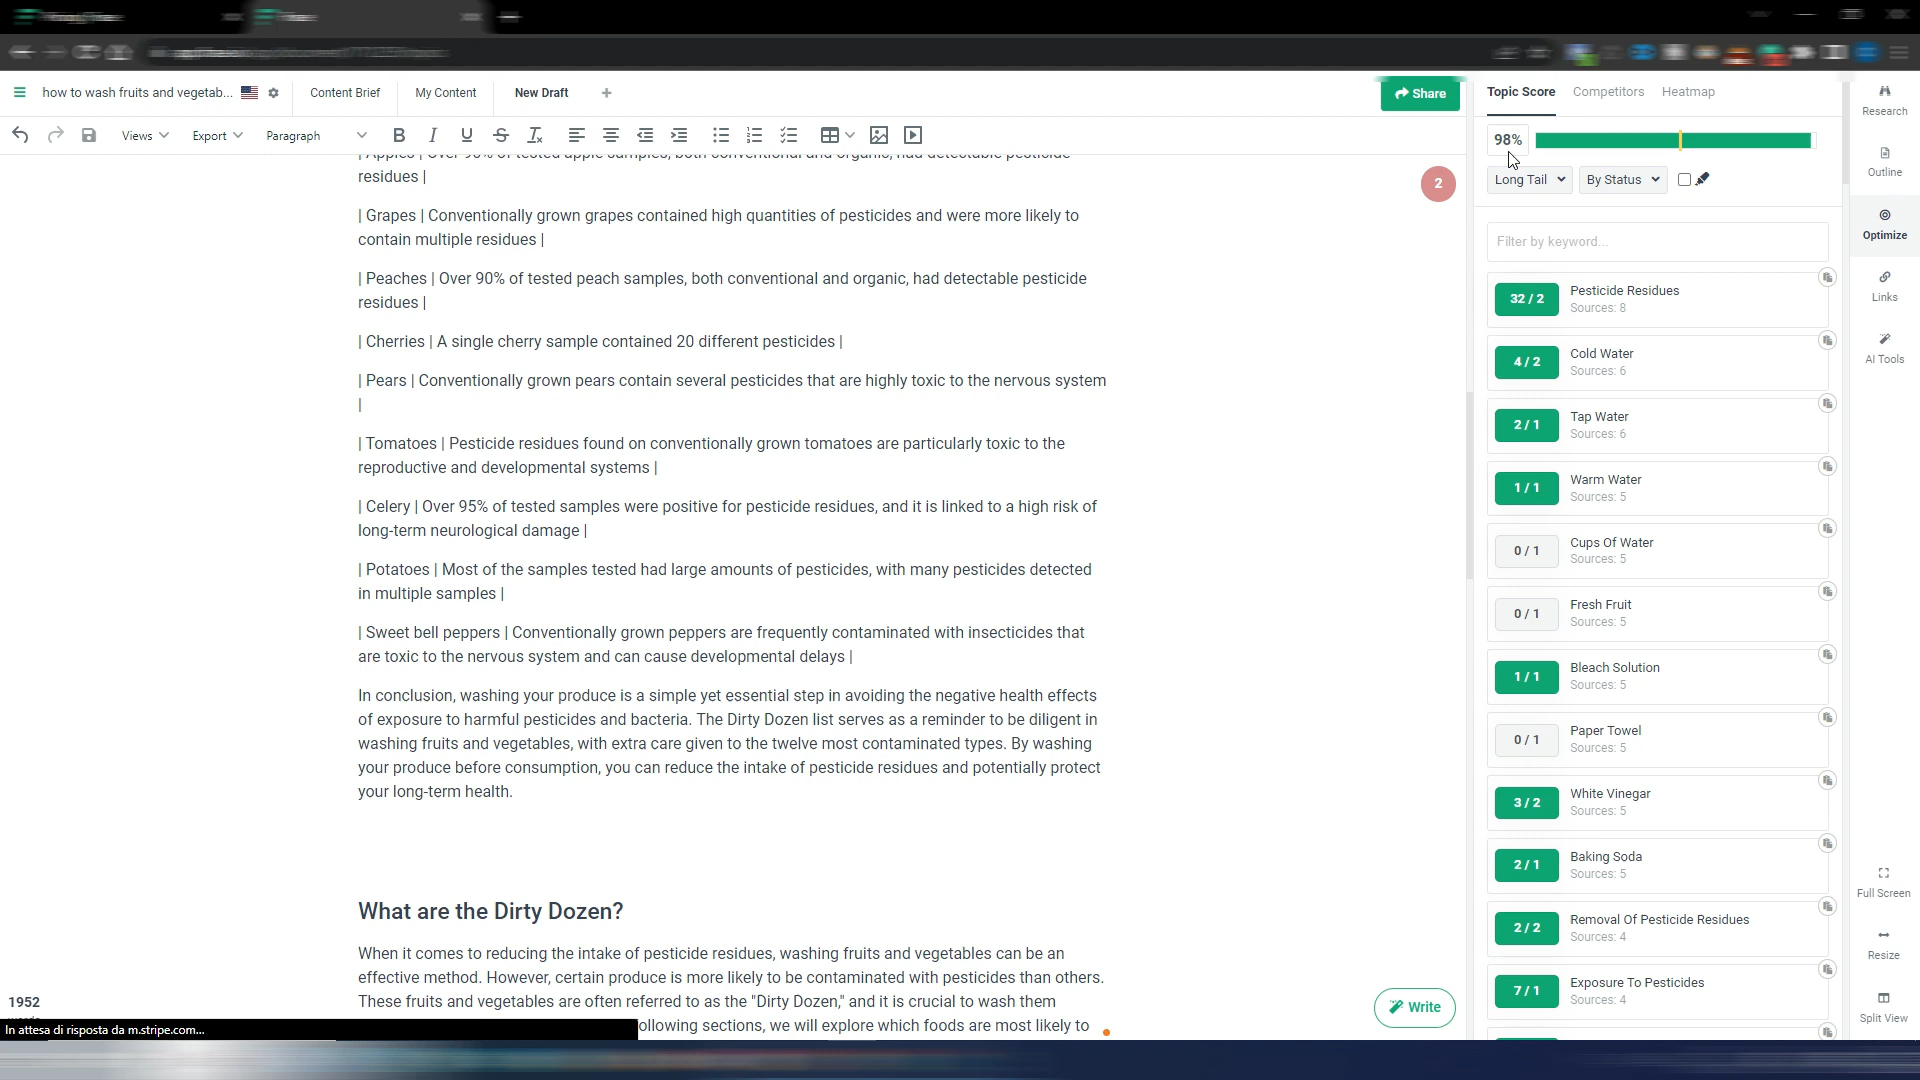 how to wash fruits and vegetab...
Content Brief
My Content
New Draft
Share
Views
Export
Paragraph
residues |
| Grapes | Conventionally grown grapes contained high quantities of pesticides and were more likely to
contain multiple residues |
| Peaches | Over 90% of tested peach samples, both conventional and organic, had detectable pesticide
residues |
| Cherries | A single cherry sample contained 20 different pesticides |
| Pears | Conventionally grown pears contain several pesticides that are highly toxic to the nervous system
|
| Tomatoes | Pesticide residues found on conventionally grown tomatoes are particularly toxic to the
reproductive and developmental systems |
| Celery | Over 95% of tested samples were positive for pesticide residues, and it is linked to a high risk of
long-term neurological damage |
| Potatoes | Most of the samples tested had large amounts of pesticides, with many pesticides detected
in multiple samples |
| Sweet bell peppers | Conventionally grown peppers are frequently contaminated with insecticides that
are toxic to the nervous system and can cause developmental delays |
In conclusion, washing your produce is a simple yet essential step in avoiding the negative health effects
of exposure to harmful pesticides and bacteria. The Dirty Dozen list serves as a reminder to be diligent in
washing fruits and vegetables, with extra care given to the twelve most contaminated types. By washing
your produce before consumption, you can reduce the intake of pesticide residues and potentially protect
your long-term health.
What are the Dirty Dozen?
When it comes to reducing the intake of pesticide residues, washing fruits and vegetables can be an
effective method. However, certain produce is more likely to be contaminated with pesticides than others.
These fruits and vegetables are often referred to as the "Dirty Dozen," and it is crucial to wash them
ollowing sections, we will explore which foods are most likely to
1952
In attesa di risposta da m.stripe.com...
2
Write
Topic Score
Competitors
Heatmap
98%
Long Tail
By Status
Filter by keyword...
32 / 2
Pesticide Residues
Sources: 8
4 / 2
Cold Water
Sources: 6
2 / 1
Tap Water
Sources: 6
1 / 1
Warm Water
Sources: 5
0 / 1
Cups Of Water
Sources: 5
0 / 1
Fresh Fruit
Sources: 5
1 / 1
Bleach Solution
Sources: 5
0 / 1
Paper Towel
Sources: 5
3 / 2
White Vinegar
Sources: 5
2 / 1
Baking Soda
Sources: 5
2 / 2
Removal Of Pesticide Residues
Sources: 4
7 / 1
Exposure To Pesticides
Sources: 4
Research
Outline
Optimize
Links
AI Tools
Full Screen
Resize
Split View